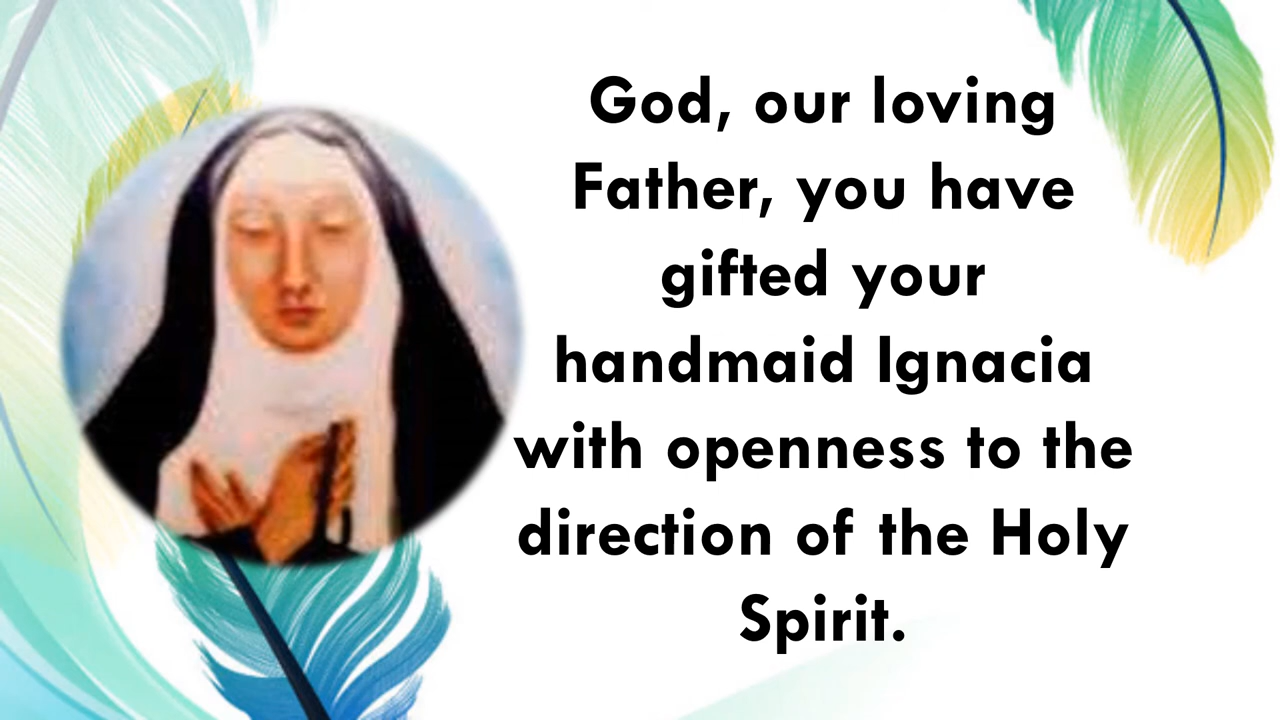 God, our loving
Father, you have
gifted your
handmaid Ignacia
with openness to the
direction of the Holy
Spirit.